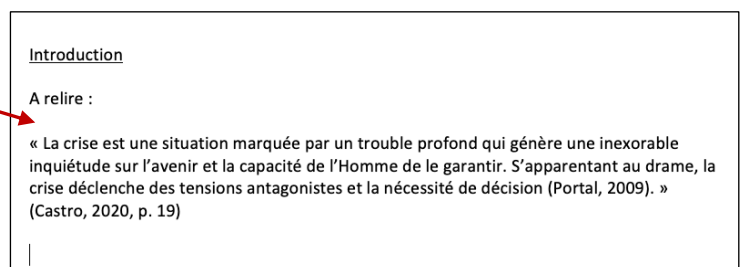 Introduction
A relire :
« La crise est une situation marquée par un trouble profond qui génère une inexorable
inquiétude sur l’avenir et la capacité de l’Homme de le garantir. S’apparentant au drame, la
crise déclenche des tensions antagonistes et la nécessité de décision (Portal, 2009). »
(Castro, 2020, p. 19)